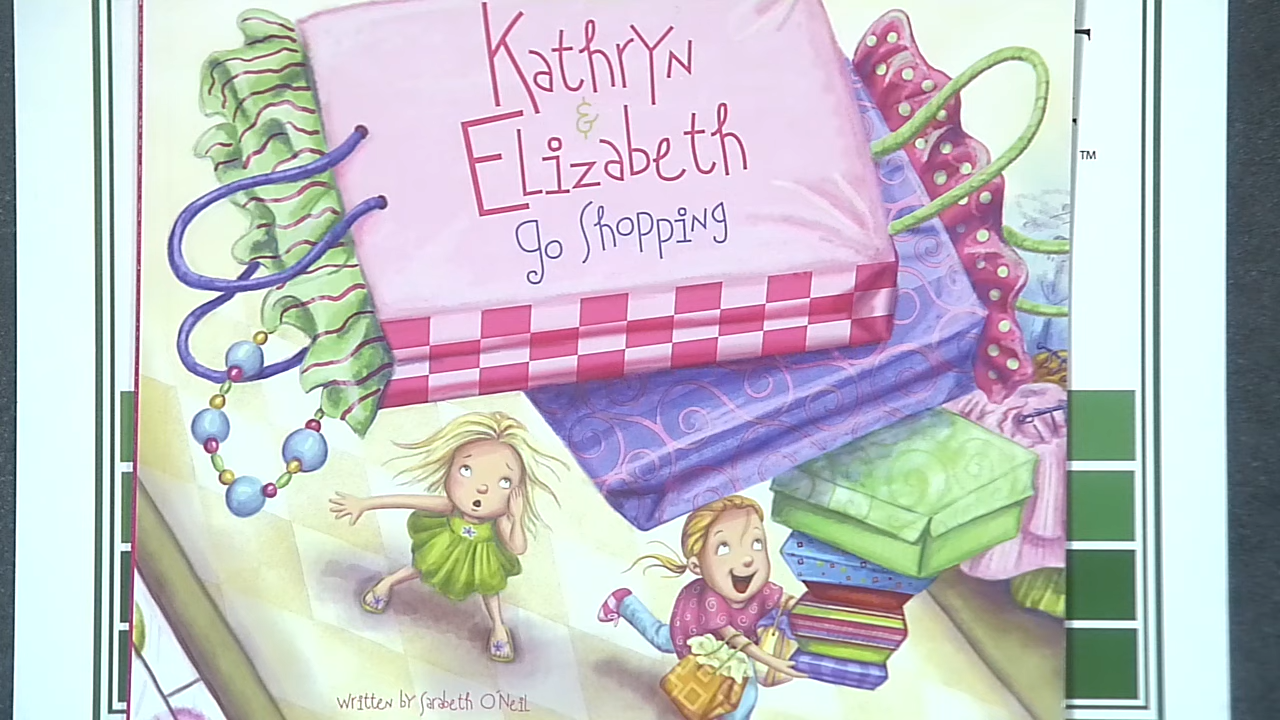 Kathryn
&
Elizabeth
go Shopping
TM
written by Sarabeth O'Neil